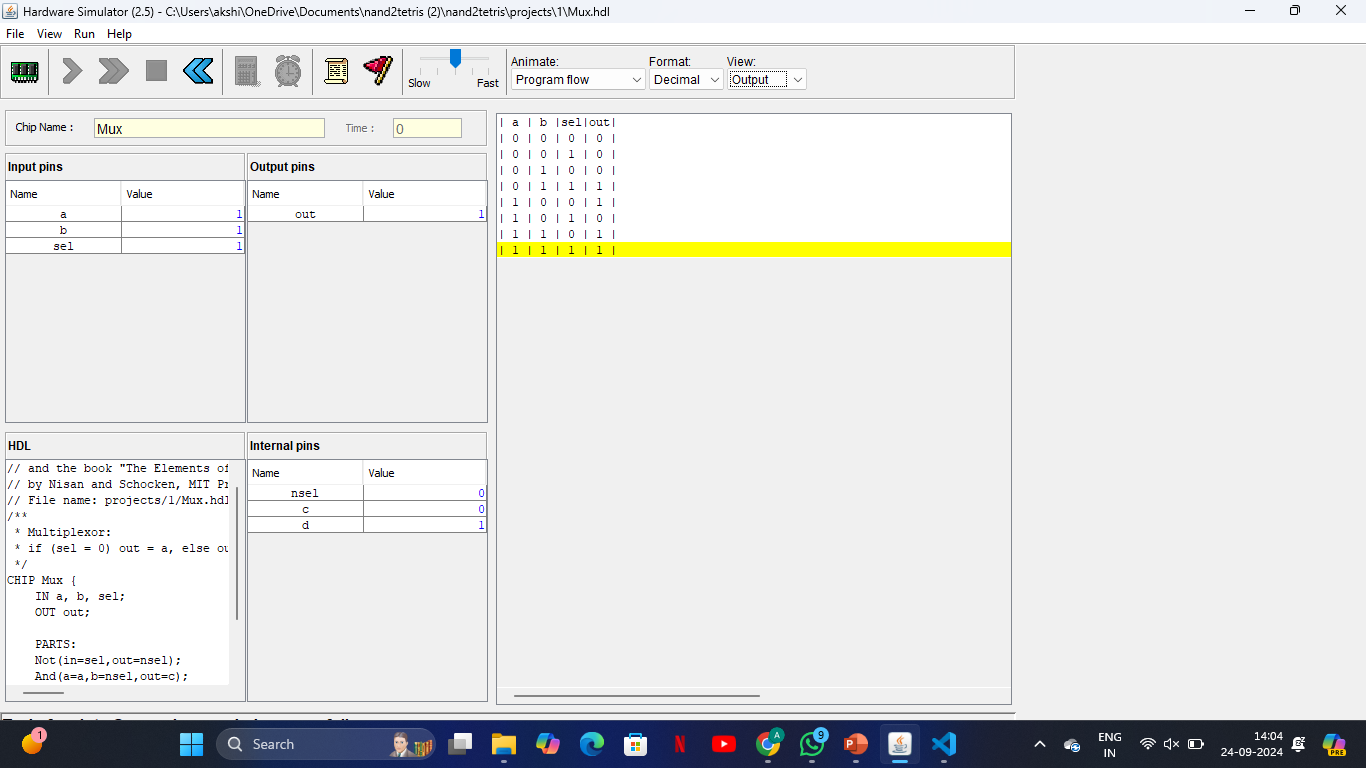 Hardware Simulator (2.5) - C:\Users\akshi\OneDrive\Documents\nand2tetris (2)\nand2tetris\projects\1\Mux.hdl
File View Run Help
Slow Fast
Animate: Format: View:
Program flow Decimal Output
Chip Name : Mux Time : 0
Input pins
Name Value
a 1
b 1
sel 1
Output pins
Name Value
out 1
| a | b |sel|out|
| 0 | 0 | 0 | 0 |
| 0 | 0 | 1 | 0 |
| 0 | 1 | 0 | 0 |
| 0 | 1 | 1 | 1 |
| 1 | 0 | 0 | 1 |
| 1 | 0 | 1 | 0 |
| 1 | 1 | 0 | 1 |
| 1 | 1 | 1 | 1 |
HDL
// and the book "The Elements of
// by Nisan and Schocken, MIT Pr
// File name: projects/1/Mux.hdl
/**
* Multiplexor:
* if (sel = 0) out = a, else ou
*/
CHIP Mux {
IN a, b, sel;
OUT out;
PARTS:
Not(in=sel,out=nsel);
And(a=a,b=nsel,out=c);
Internal pins
Name Value
nsel 0
c 0
d 1
1
Search
A
9
ENG
IN
14:04
24-09-2024
PRE